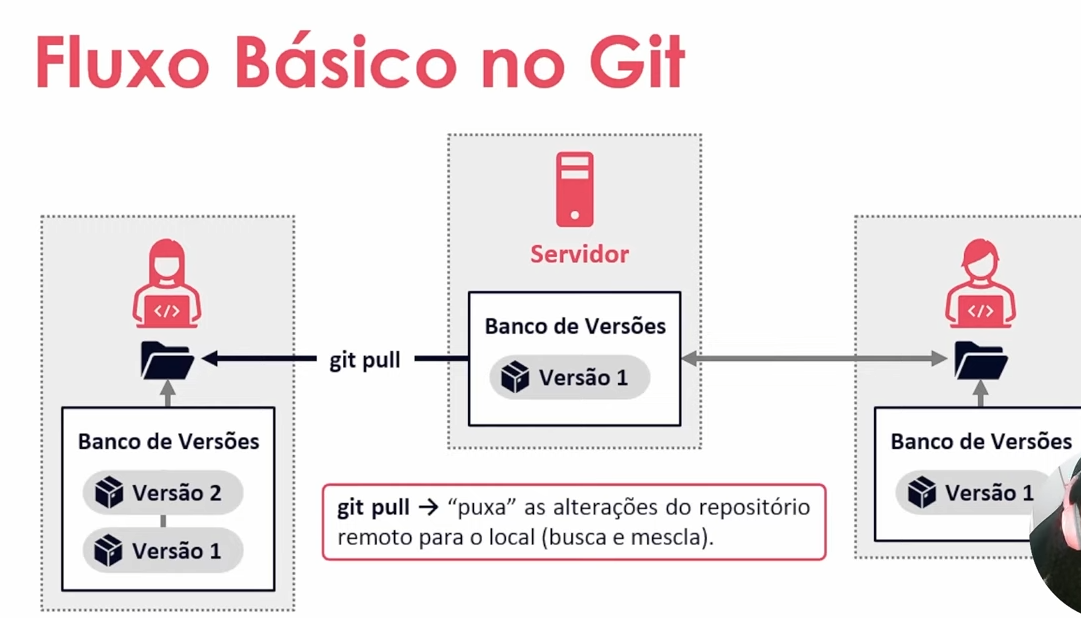 Fluxo Básico no Git
Servidor
Banco de Versões
Versão 1
git pull
</>
Banco de Versões
Versão 2
Versão 1
git pull → “puxa” as alterações do repositório
remoto para o local (busca e mescla).
</>
Banco de Versões
Versão 1